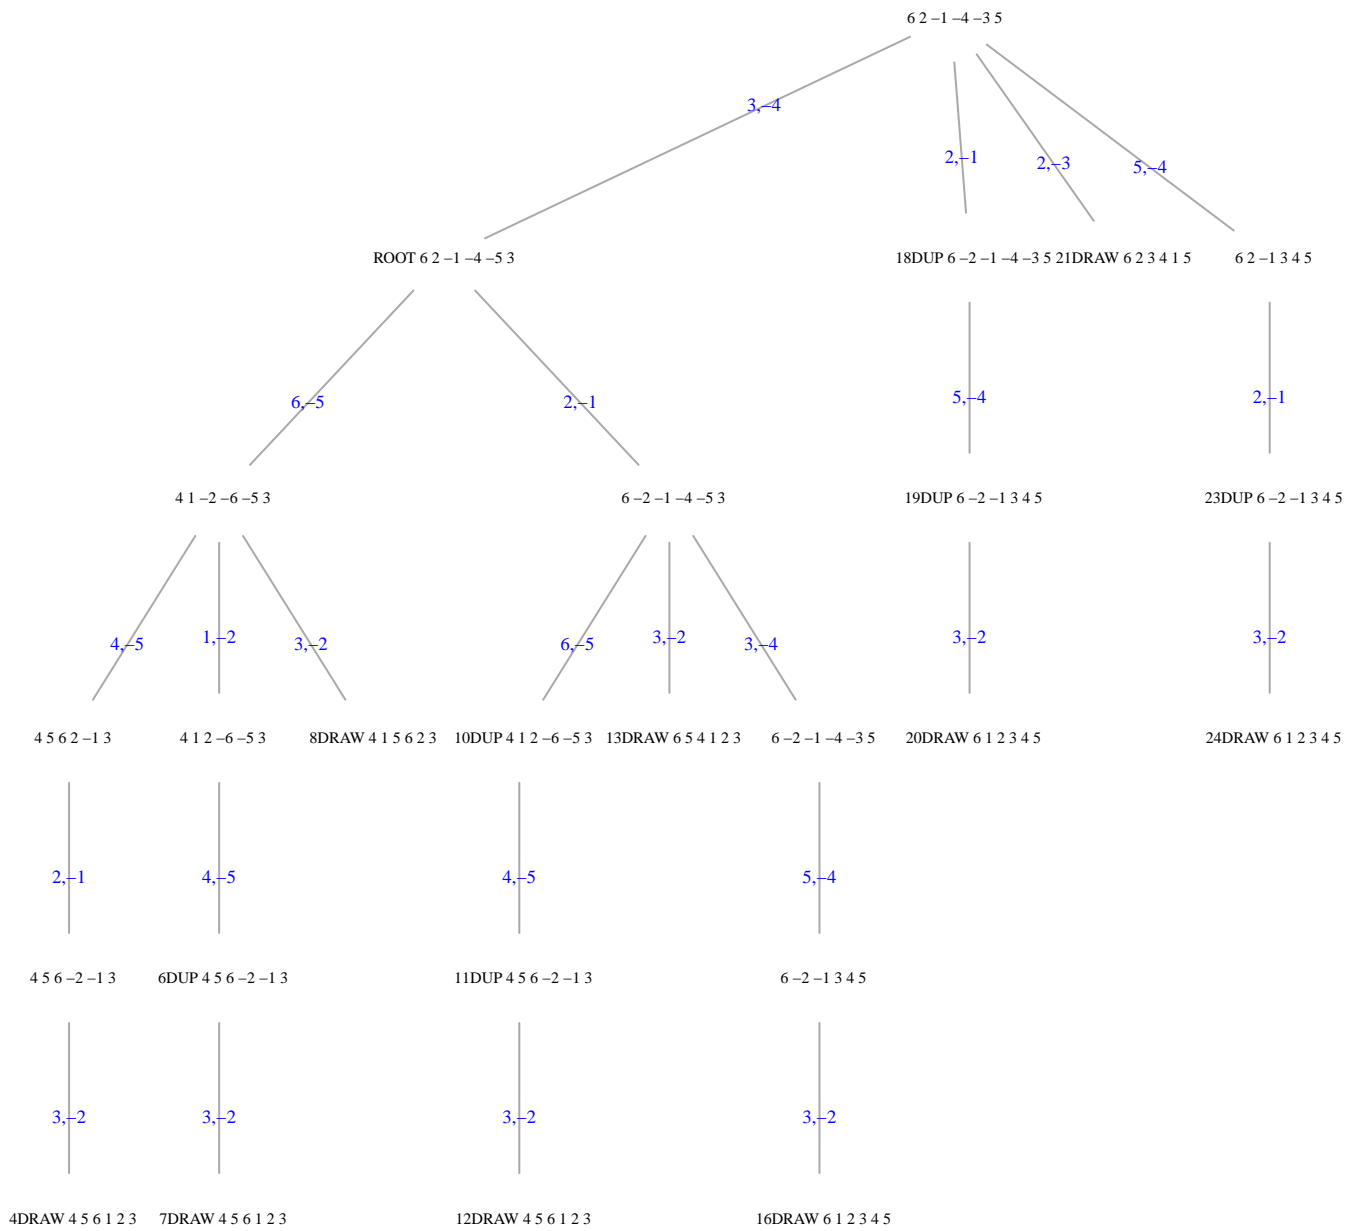 6 2 –1 –4 –3 5
3,–4
2,–1
2,–3
5,–4
ROOT 6 2 –1 –4 –5 3
18DUP 6 –2 –1 –4 –3 5
21DRAW 6 2 3 4 1 5
6 2 –1 3 4 5
6,–5
2,–1
5,–4
2,–1
4 1 –2 –6 –5 3
6 –2 –1 –4 –5 3
19DUP 6 –2 –1 3 4 5
23DUP 6 –2 –1 3 4 5
4,–5
1,–2
3,–2
6,–5
3,–2
3,–4
3,–2
3,–2
4 5 6 2 –1 3
4 1 2 –6 –5 3
8DRAW 4 1 5 6 2 3
10DUP 4 1 2 –6 –5 3
13DRAW 6 5 4 1 2 3
6 –2 –1 –4 –3 5
20DRAW 6 1 2 3 4 5
24DRAW 6 1 2 3 4 5
2,–1
4,–5
4,–5
5,–4
4 5 6 –2 –1 3
6DUP 4 5 6 –2 –1 3
11DUP 4 5 6 –2 –1 3
6 –2 –1 3 4 5
3,–2
3,–2
3,–2
3,–2
4DRAW 4 5 6 1 2 3
7DRAW 4 5 6 1 2 3
12DRAW 4 5 6 1 2 3
16DRAW 6 1 2 3 4 5